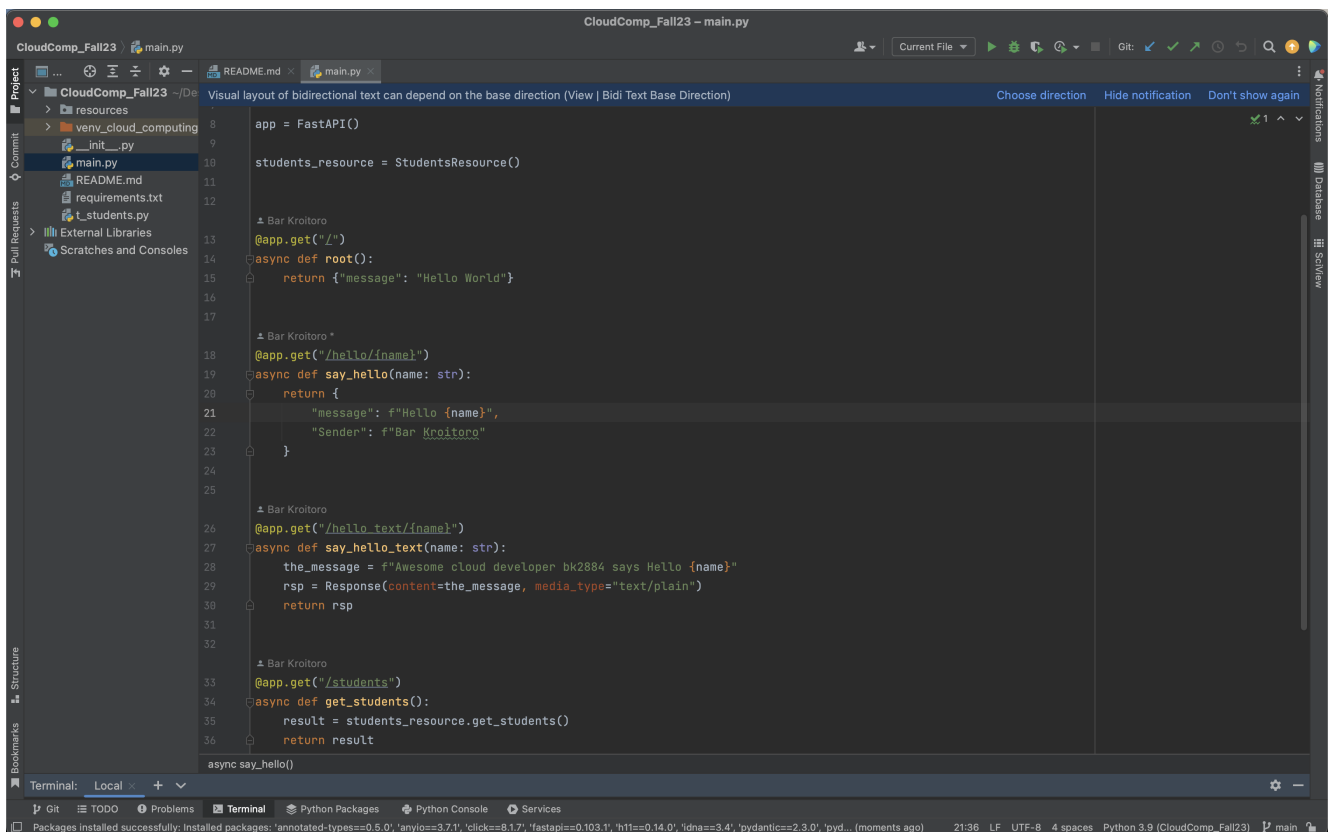 CloudComp_Fall23 – main.py
CloudComp_Fall23 main.py
Current File
Git:
Project
... README.md main.py
CloudComp_Fall23 ~/De
Visual layout of bidirectional text can depend on the base direction (View | Bidi Text Base Direction) Choose direction Hide notification Don't show again
resources
venv_cloud_computing
__init__.py
main.py
README.md
requirements.txt
t_students.py
External Libraries
Scratches and Consoles
Commit
Pull Requests
8 app = FastAPI()
1
9
10 students_resource = StudentsResource()
11
12
Bar Kroitoro
13 @app.get("/")
14 async def root():
15 return {"message": "Hello World"}
16
17
Bar Kroitoro *
18 @app.get("/hello/{name}")
19 async def say_hello(name: str):
20 return {
21 "message": f"Hello {name}",
22 "Sender": f"Bar Kroitoro"
23 }
24
25
Bar Kroitoro
26 @app.get("/hello_text/{name}")
27 async def say_hello_text(name: str):
28 the_message = f"Awesome cloud developer bk2884 says Hello {name}"
29 rsp = Response(content=the_message, media_type="text/plain")
30 return rsp
31
32
Bar Kroitoro
33 @app.get("/students")
34 async def get_students():
35 result = students_resource.get_students()
36 return result
async say_hello()
Notifications
Database
SciView
Structure
Bookmarks
Terminal: Local
Git TODO Problems Terminal Python Packages Python Console Services
Packages installed successfully: Installed packages: 'annotated-types==0.5.0', 'anyio==3.7.1', 'click==8.1.7', 'fastapi==0.103.1', 'h11==0.14.0', 'idna==3.4', 'pydantic==2.3.0', 'pyd... (moments ago) 21:36 LF UTF-8 4 spaces Python 3.9 (CloudComp_Fall23) main